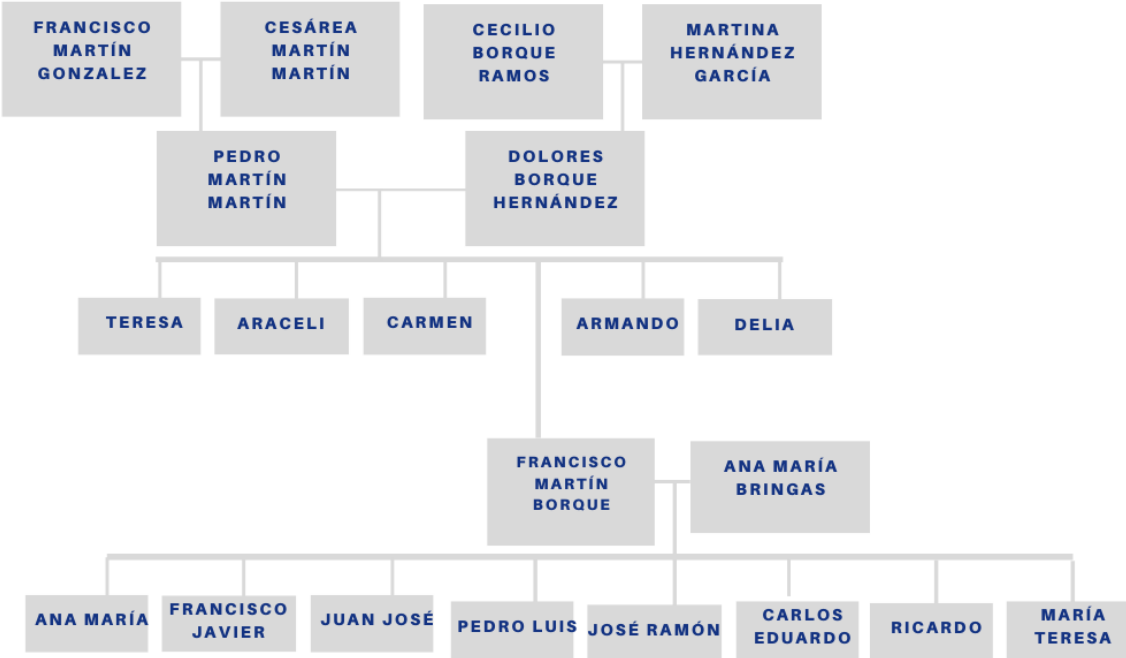 FRANCISCO
MARTÍN
GONZALEZ
CESÁREA
MARTÍN
MARTÍN
CECILIO
BORQUE
RAMOS
MARTINA
HERNÁNDEZ
GARCÍA
PEDRO
MARTÍN
MARTÍN
DOLORES
BORQUE
HERNÁNDEZ
TERESA
ARACELI
CARMEN
ARMANDO
DELIA
FRANCISCO
MARTÍN
BORQUE
ANA MARÍA
BRINGAS
ANA MARÍA
FRANCISCO
JAVIER
JUAN JOSÉ
PEDRO LUIS
JOSÉ RAMÓN
CARLOS
EDUARDO
RICARDO
MARÍA
TERESA